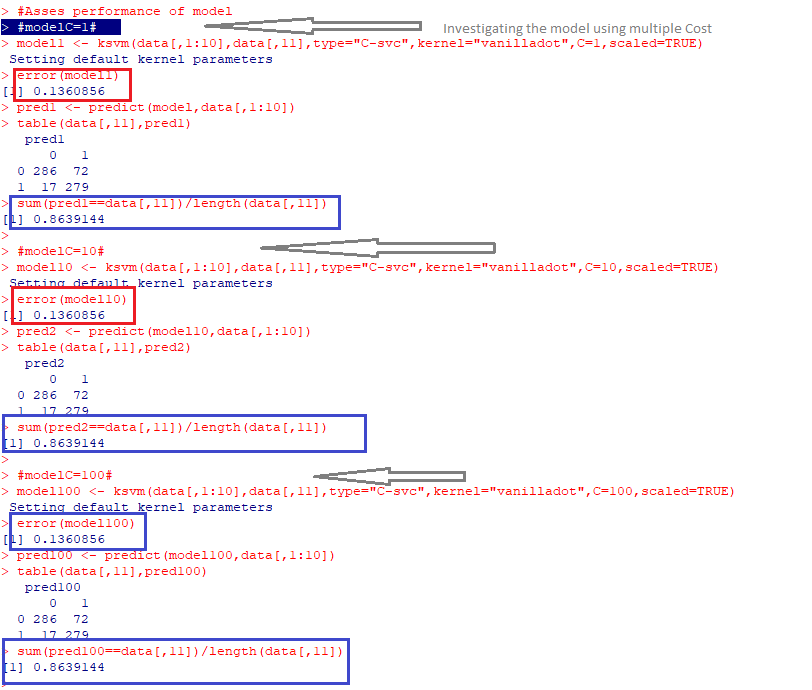 > #Asses performance of model
> #modelC=1#
Investigating the model using multiple Cost
> model1 <- ksvm(data[,1:10],data[,11],type="C-svc",kernel="vanilladot",C=1,scaled=TRUE)
Setting default kernel parameters
> error(model1)
[1] 0.1360856
> pred1 <- predict(model,data[,1:10])
> table(data[,11],pred1)
pred1
0 1
0 286 72
1 17 279
> sum(pred1==data[,11])/length(data[,11])
[1] 0.8639144
>
> #modelC=10#
> model10 <- ksvm(data[,1:10],data[,11],type="C-svc",kernel="vanilladot",C=10,scaled=TRUE)
Setting default kernel parameters
> error(model10)
[1] 0.1360856
> pred2 <- predict(model10,data[,1:10])
> table(data[,11],pred2)
pred2
0 1
0 286 72
1 17 279
> sum(pred2==data[,11])/length(data[,11])
[1] 0.8639144
>
> #modelC=100#
> model100 <- ksvm(data[,1:10],data[,11],type="C-svc",kernel="vanilladot",C=100,scaled=TRUE)
Setting default kernel parameters
> error(model100)
[1] 0.1360856
> pred100 <- predict(model100,data[,1:10])
> table(data[,11],pred100)
pred100
0 1
0 286 72
1 17 279
> sum(pred100==data[,11])/length(data[,11])
[1] 0.8639144